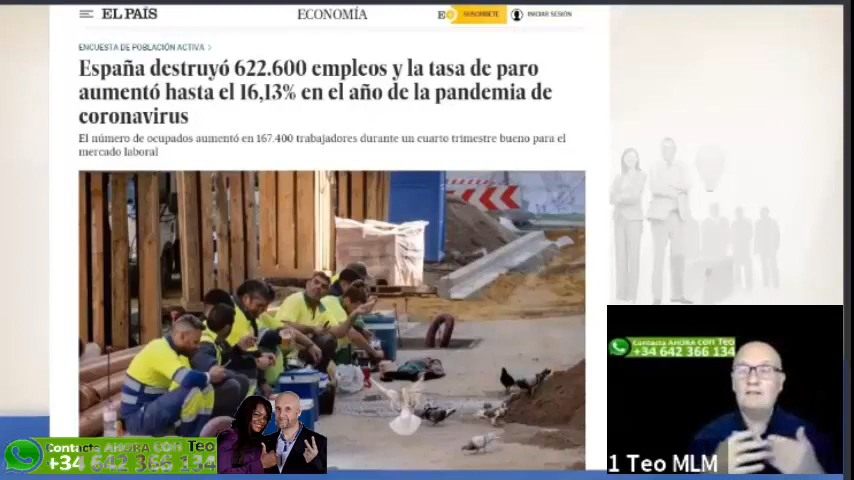 EL PAÍS
ECONOMÍA
SUSCRÍBETE
INICIAR SESIÓN
ENCUESTA DE POBLACIÓN ACTIVA >
España destruyó 622.600 empleos y la tasa de paro
aumentó hasta el 16,13% en el año de la pandemia de
coronavirus
El número de ocupados aumentó en 167.400 trabajadores durante un cuarto trimestre bueno para el
mercado laboral
Contacta AHORA con Teo
+34 642 366 134
1 Teo MLM
Contacta AHORA con Teo
+34 642 366 134